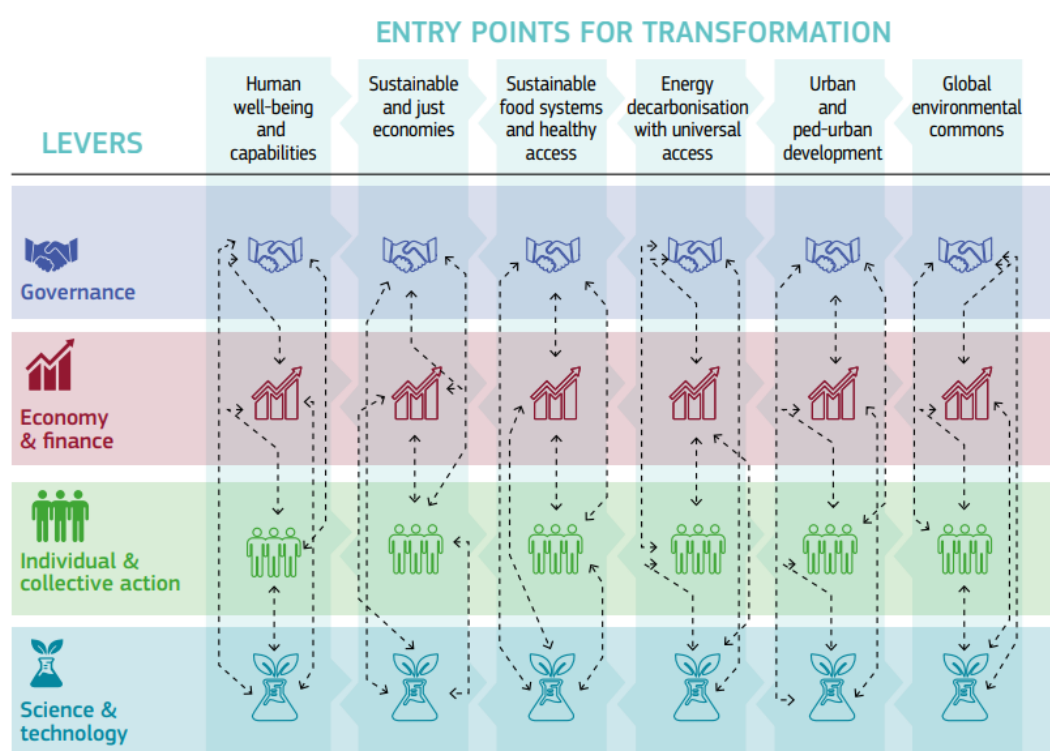 ENTRY POINTS FOR TRANSFORMATION
LEVERS
Human
well-being
and
capabilities
Sustainable
and just
economies
Sustainable
food systems
and healthy
access
Energy
decarbonisation
with universal
access
Urban
and
ped-urban
development
Global
environmental
commons
Governance
Economy
& finance
Individual &
collective action
Science &
technology